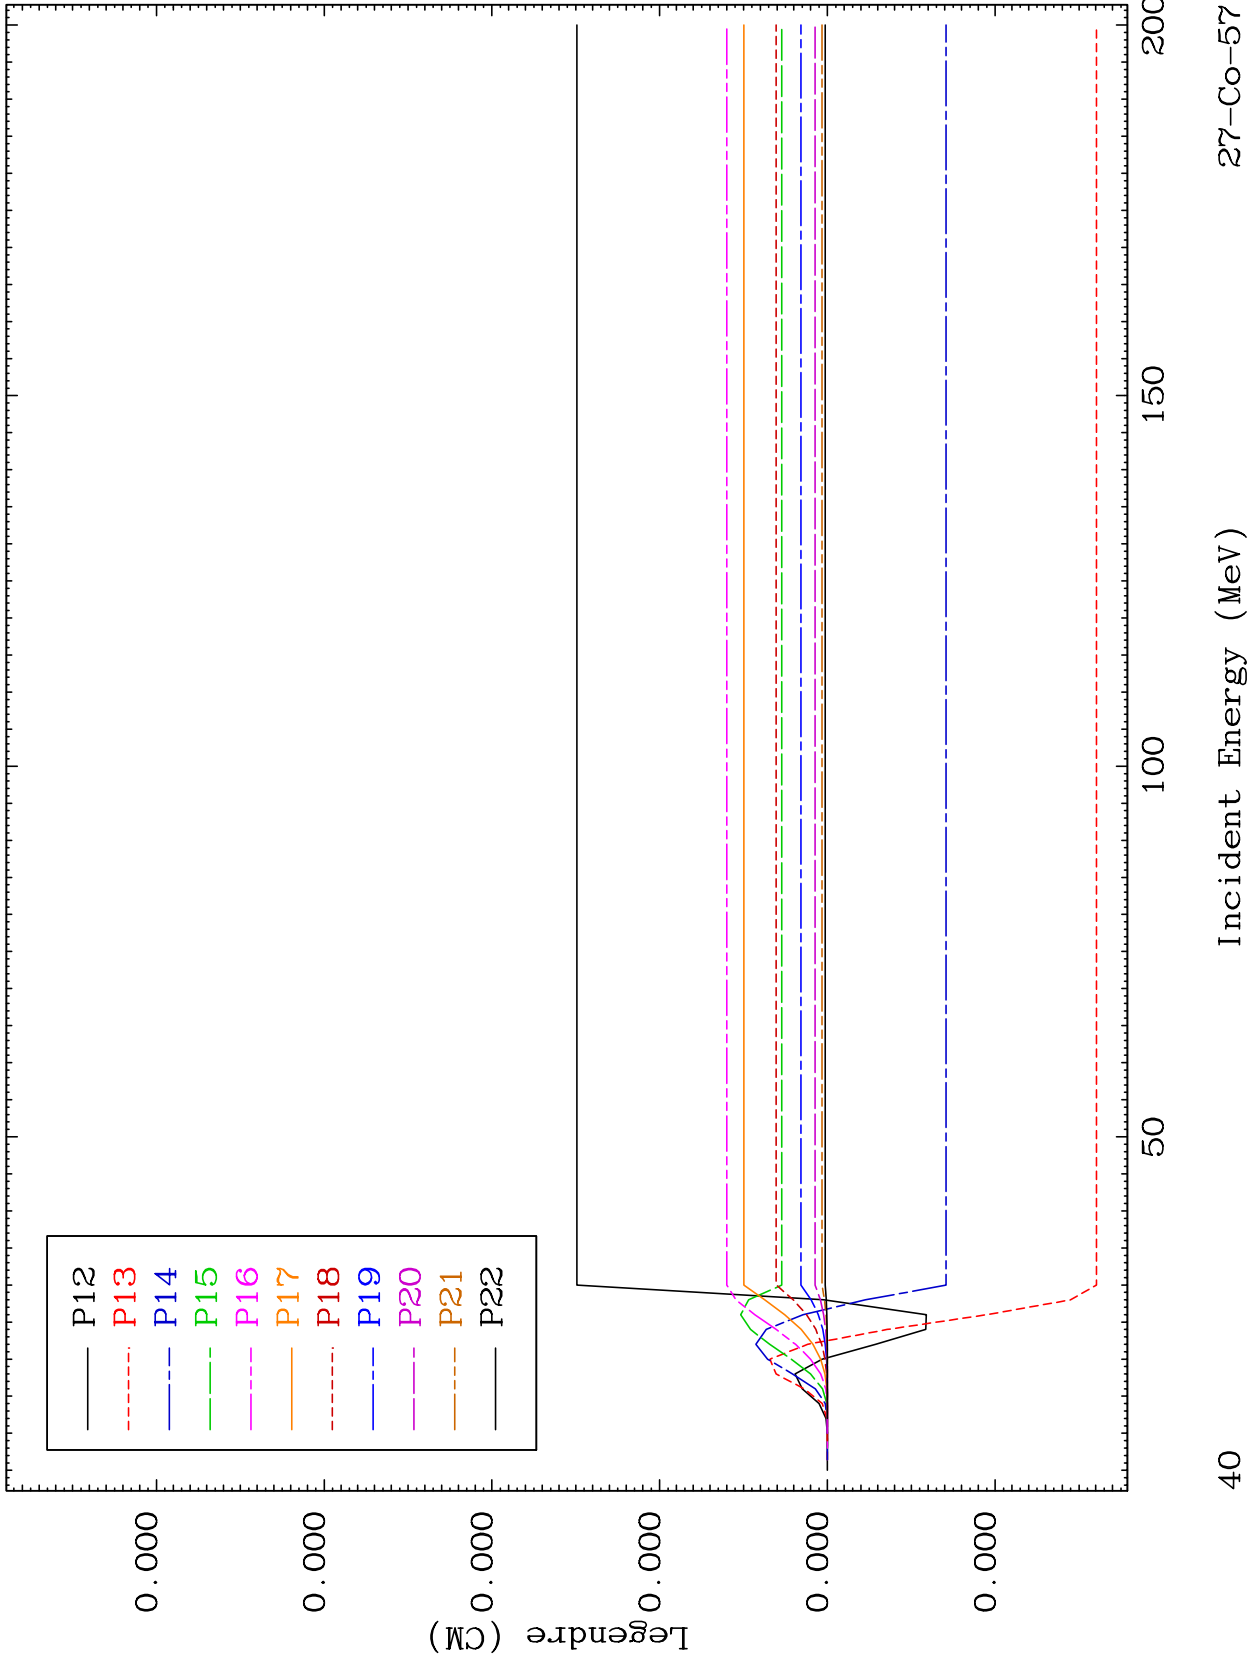 P12
P13
P14
P15
P16
P17
P18
P19
P20
P21
P22
Legendre (CM)
0.000
0.000
0.000
0.000
0.000
0.000
50
100
150
200
Incident Energy (MeV)
40
27-Co-57